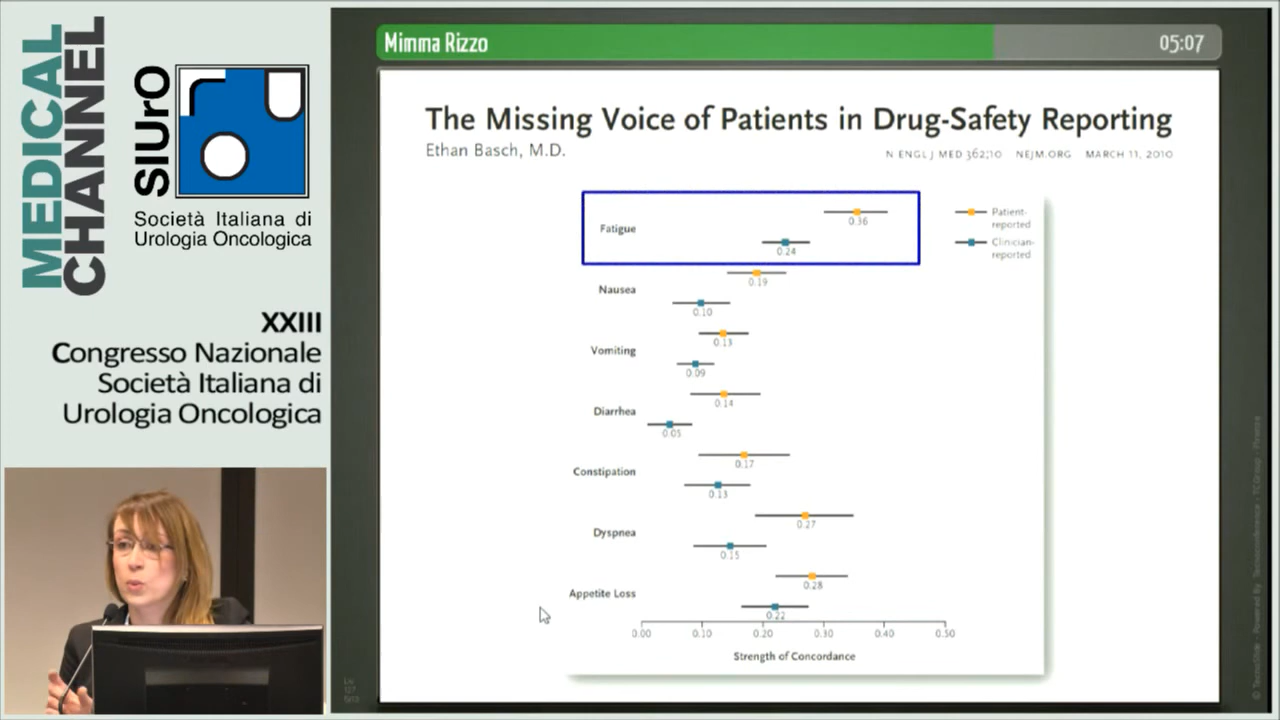 MEDICAL
CHANNEL
SIUrO
Società Italiana di
Urologia Oncologica
XXIII
Congresso Nazionale
Società Italiana di
Urologia Oncologica
Mimma Rizzo
05:07
The Missing Voice of Patients in Drug-Safety Reporting
Ethan Basch, M.D.
N ENGL J MED 362;10 NEJM.ORG MARCH 11, 2010
Patient-
reported
Clinician-
reported
Fatigue
0.36
0.24
Nausea
0.19
0.10
Vomiting
0.13
0.09
Diarrhea
0.14
0.05
Constipation
0.17
0.13
Dyspnea
0.27
0.15
Appetite Loss
0.28
0.22
0.00 0.10 0.20 0.30 0.40 0.50
Strength of Concordance